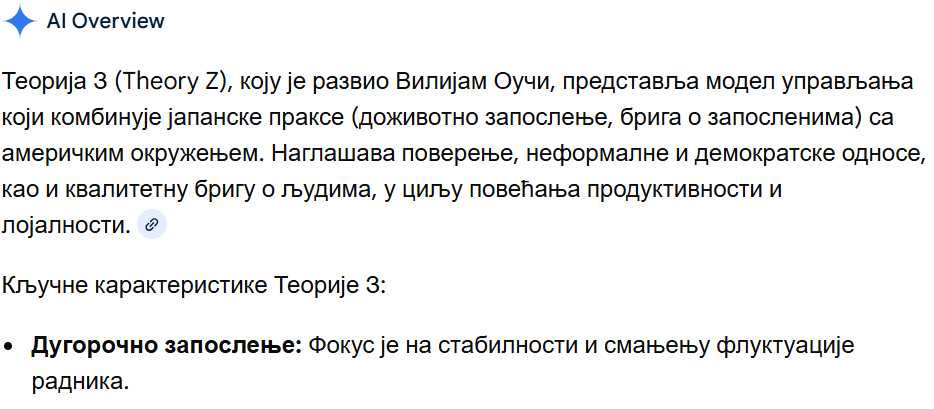 AI Overview
Теорија З (Theory Z), коју је развио Вилијам Оучи, представља модел управљања
који комбинује јапанске праксе (доживотно запослење, брига о запосленима) са
америчким окружењем. Наглашава поверење, неформалне и демократске односе,
као и квалитетну бригу о људима, у циљу повећања продуктивности и
лојалности.
Кључне карактеристике Теорије З:
• Дугорочно запослење: Фокус је на стабилности и смањењу флуктуације
радника.